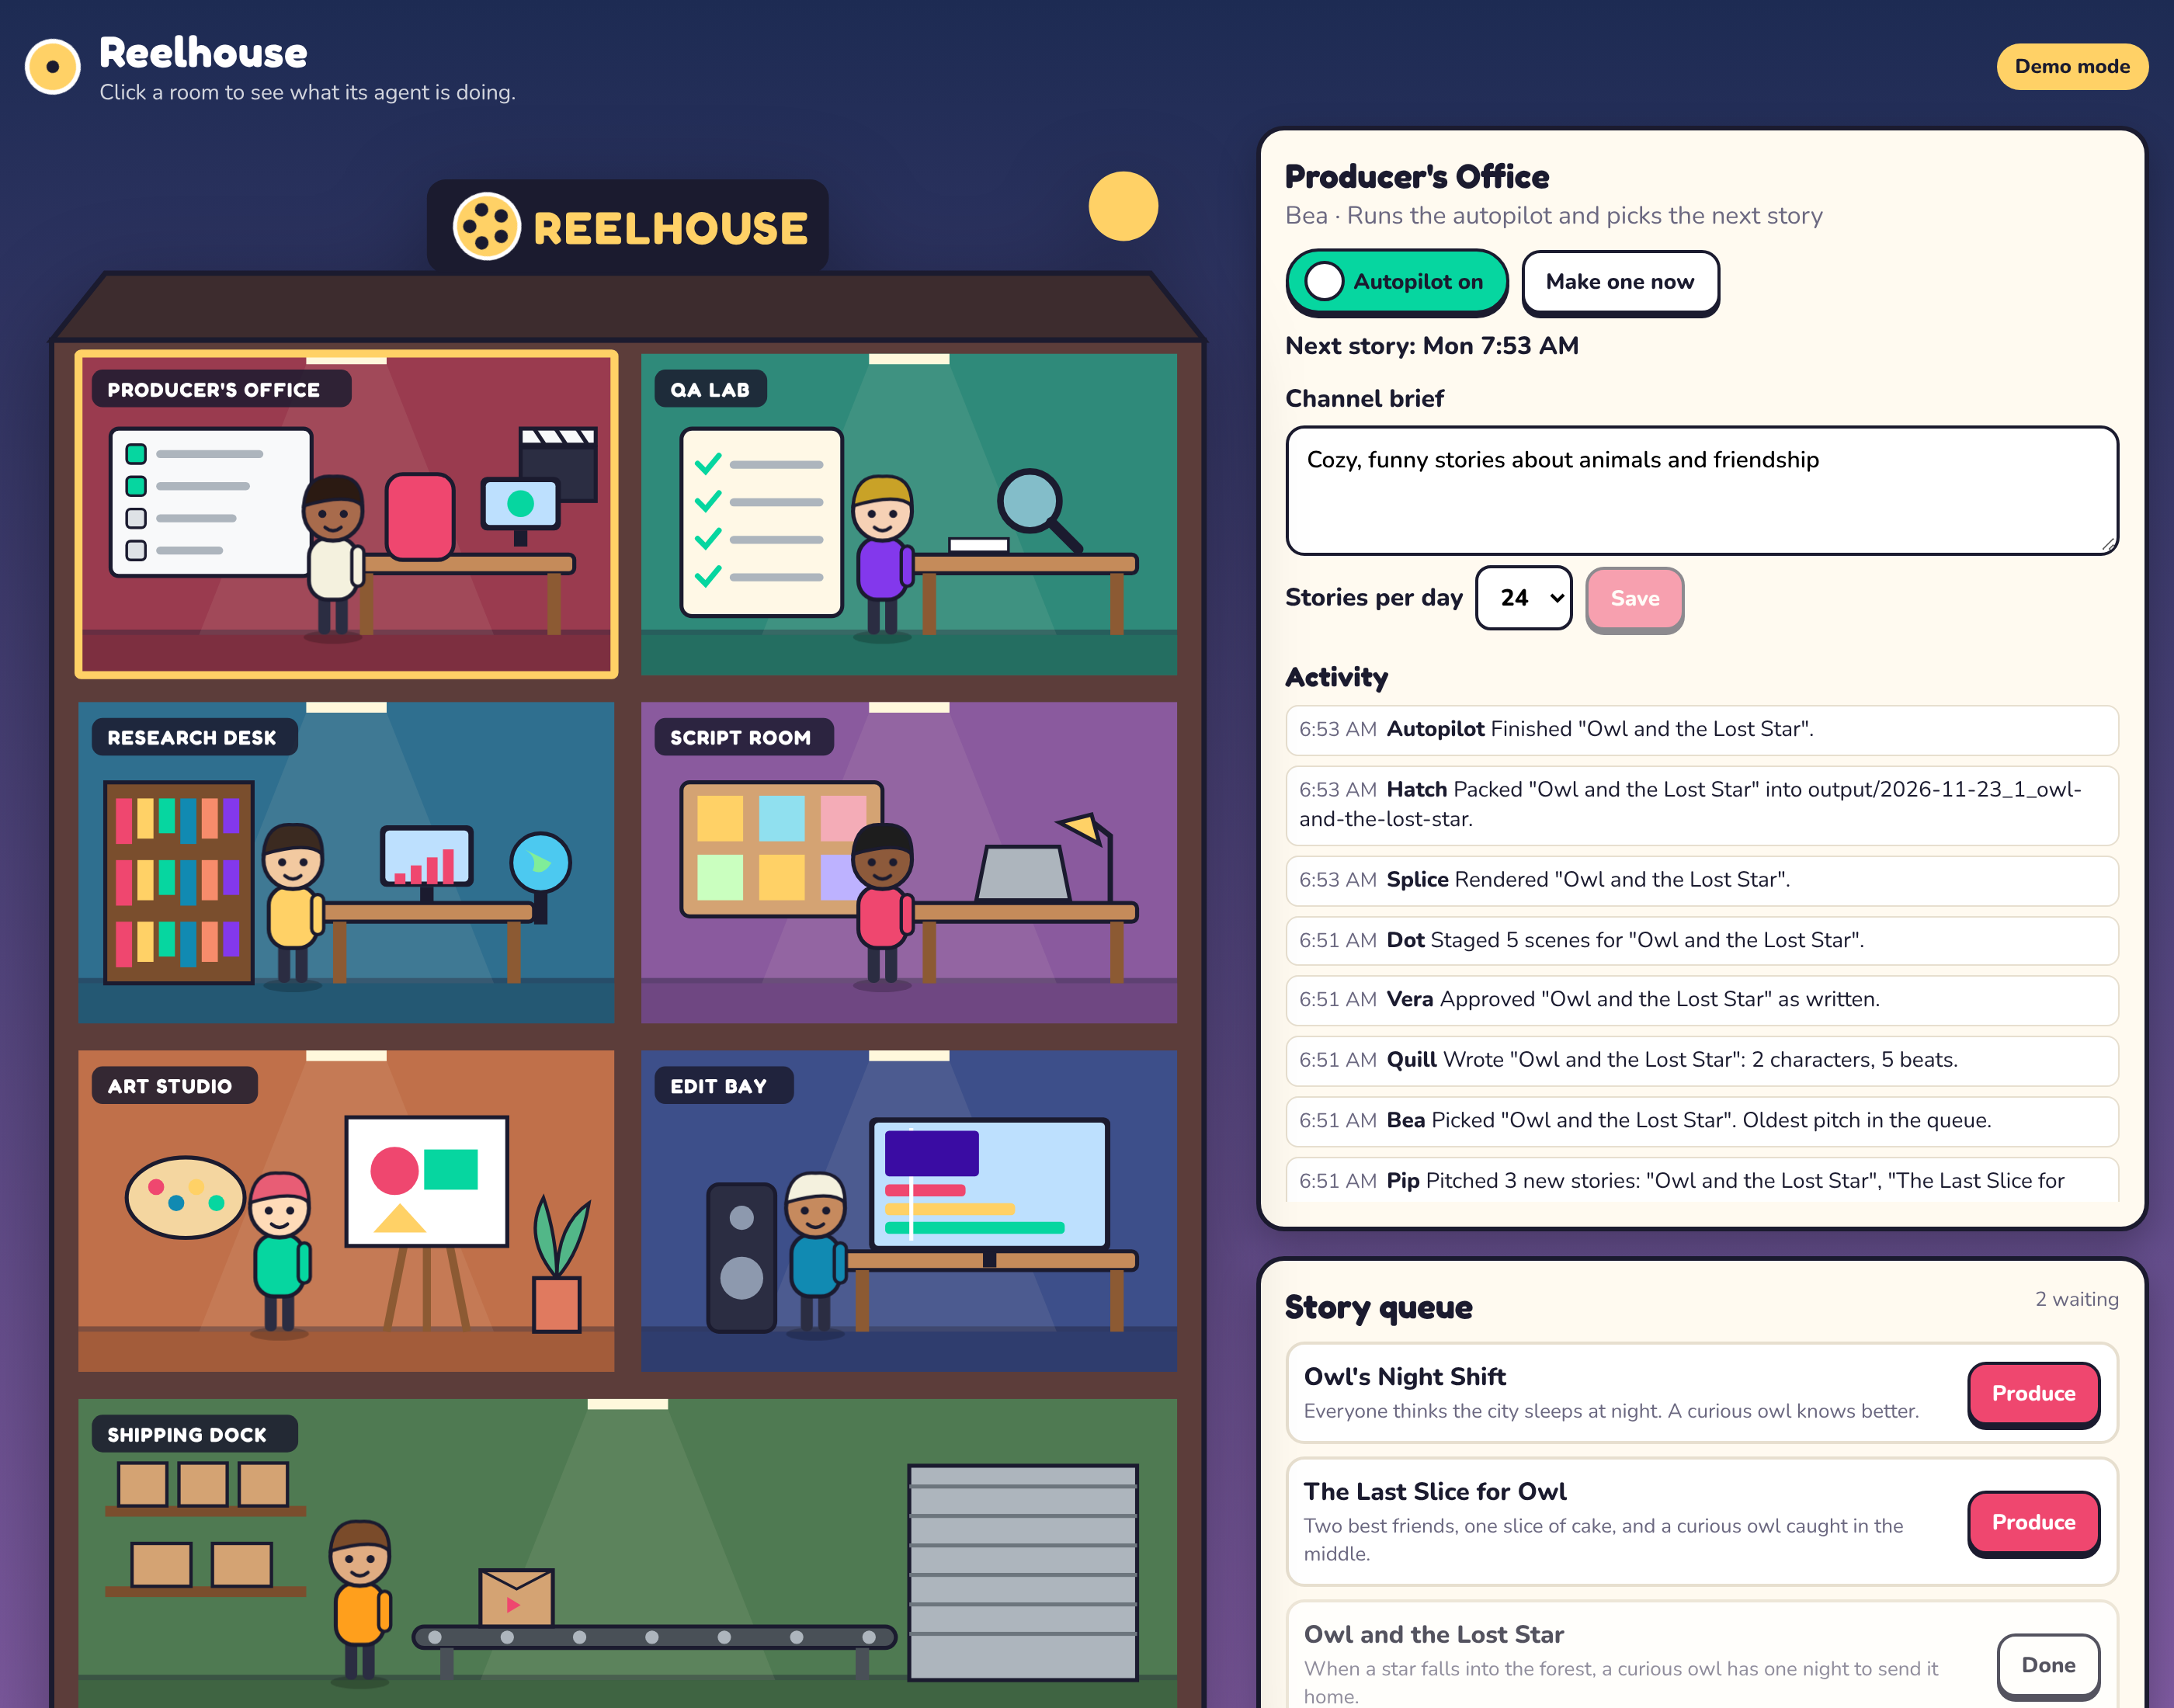 Reelhouse
Click a room to see what its agent is doing.
Demo mode
REELHOUSE
PRODUCER'S OFFICE
QA LAB
RESEARCH DESK
SCRIPT ROOM
ART STUDIO
EDIT BAY
SHIPPING DOCK
Producer's Office
Bea · Runs the autopilot and picks the next story
Autopilot on
Make one now
Next story: Mon 7:53 AM
Channel brief
Cozy, funny stories about animals and friendship
Stories per day 24 Save
Activity
6:53 AM Autopilot Finished "Owl and the Lost Star".
6:53 AM Hatch Packed "Owl and the Lost Star" into output/2026-11-23_1_owl-
and-the-lost-star.
6:53 AM Splice Rendered "Owl and the Lost Star".
6:51 AM Dot Staged 5 scenes for "Owl and the Lost Star".
6:51 AM Vera Approved "Owl and the Lost Star" as written.
6:51 AM Quill Wrote "Owl and the Lost Star": 2 characters, 5 beats.
6:51 AM Bea Picked "Owl and the Lost Star". Oldest pitch in the queue.
6:51 AM Pip Pitched 3 new stories: "Owl and the Lost Star", "The Last Slice for
Story queue
2 waiting
Owl's Night Shift
Everyone thinks the city sleeps at night. A curious owl knows better.
Produce
The Last Slice for Owl
Two best friends, one slice of cake, and a curious owl caught in the
middle.
Produce
Owl and the Lost Star
When a star falls into the forest, a curious owl has one night to send it
home.
Done